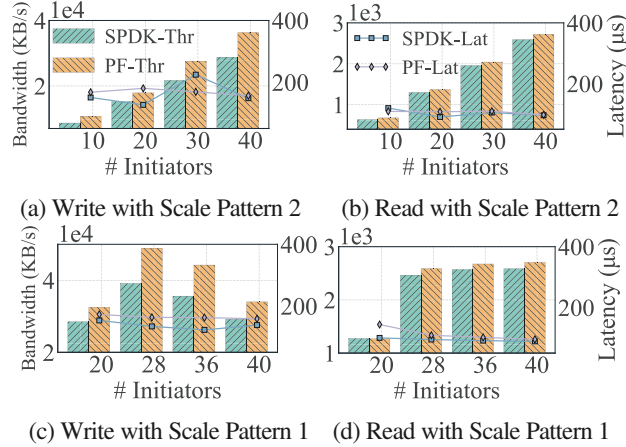 4 1e4 400 3 1e3 400
Bandwidth (KB/s) SPDK-Thr PF-Thr SPDK-Lat PF-Lat Latency (μs)
2 200 2 200
1
10 20 30 40 10 20 30 40
# Initiators # Initiators
(a) Write with Scale Pattern 2 (b) Read with Scale Pattern 2
1e4 400 3 1e3 400
Bandwidth (KB/s) Latency (μs)
4 200 2 200
2 20 28 36 40 1 20 28 36 40
# Initiators # Initiators
(c) Write with Scale Pattern 1 (d) Read with Scale Pattern 1